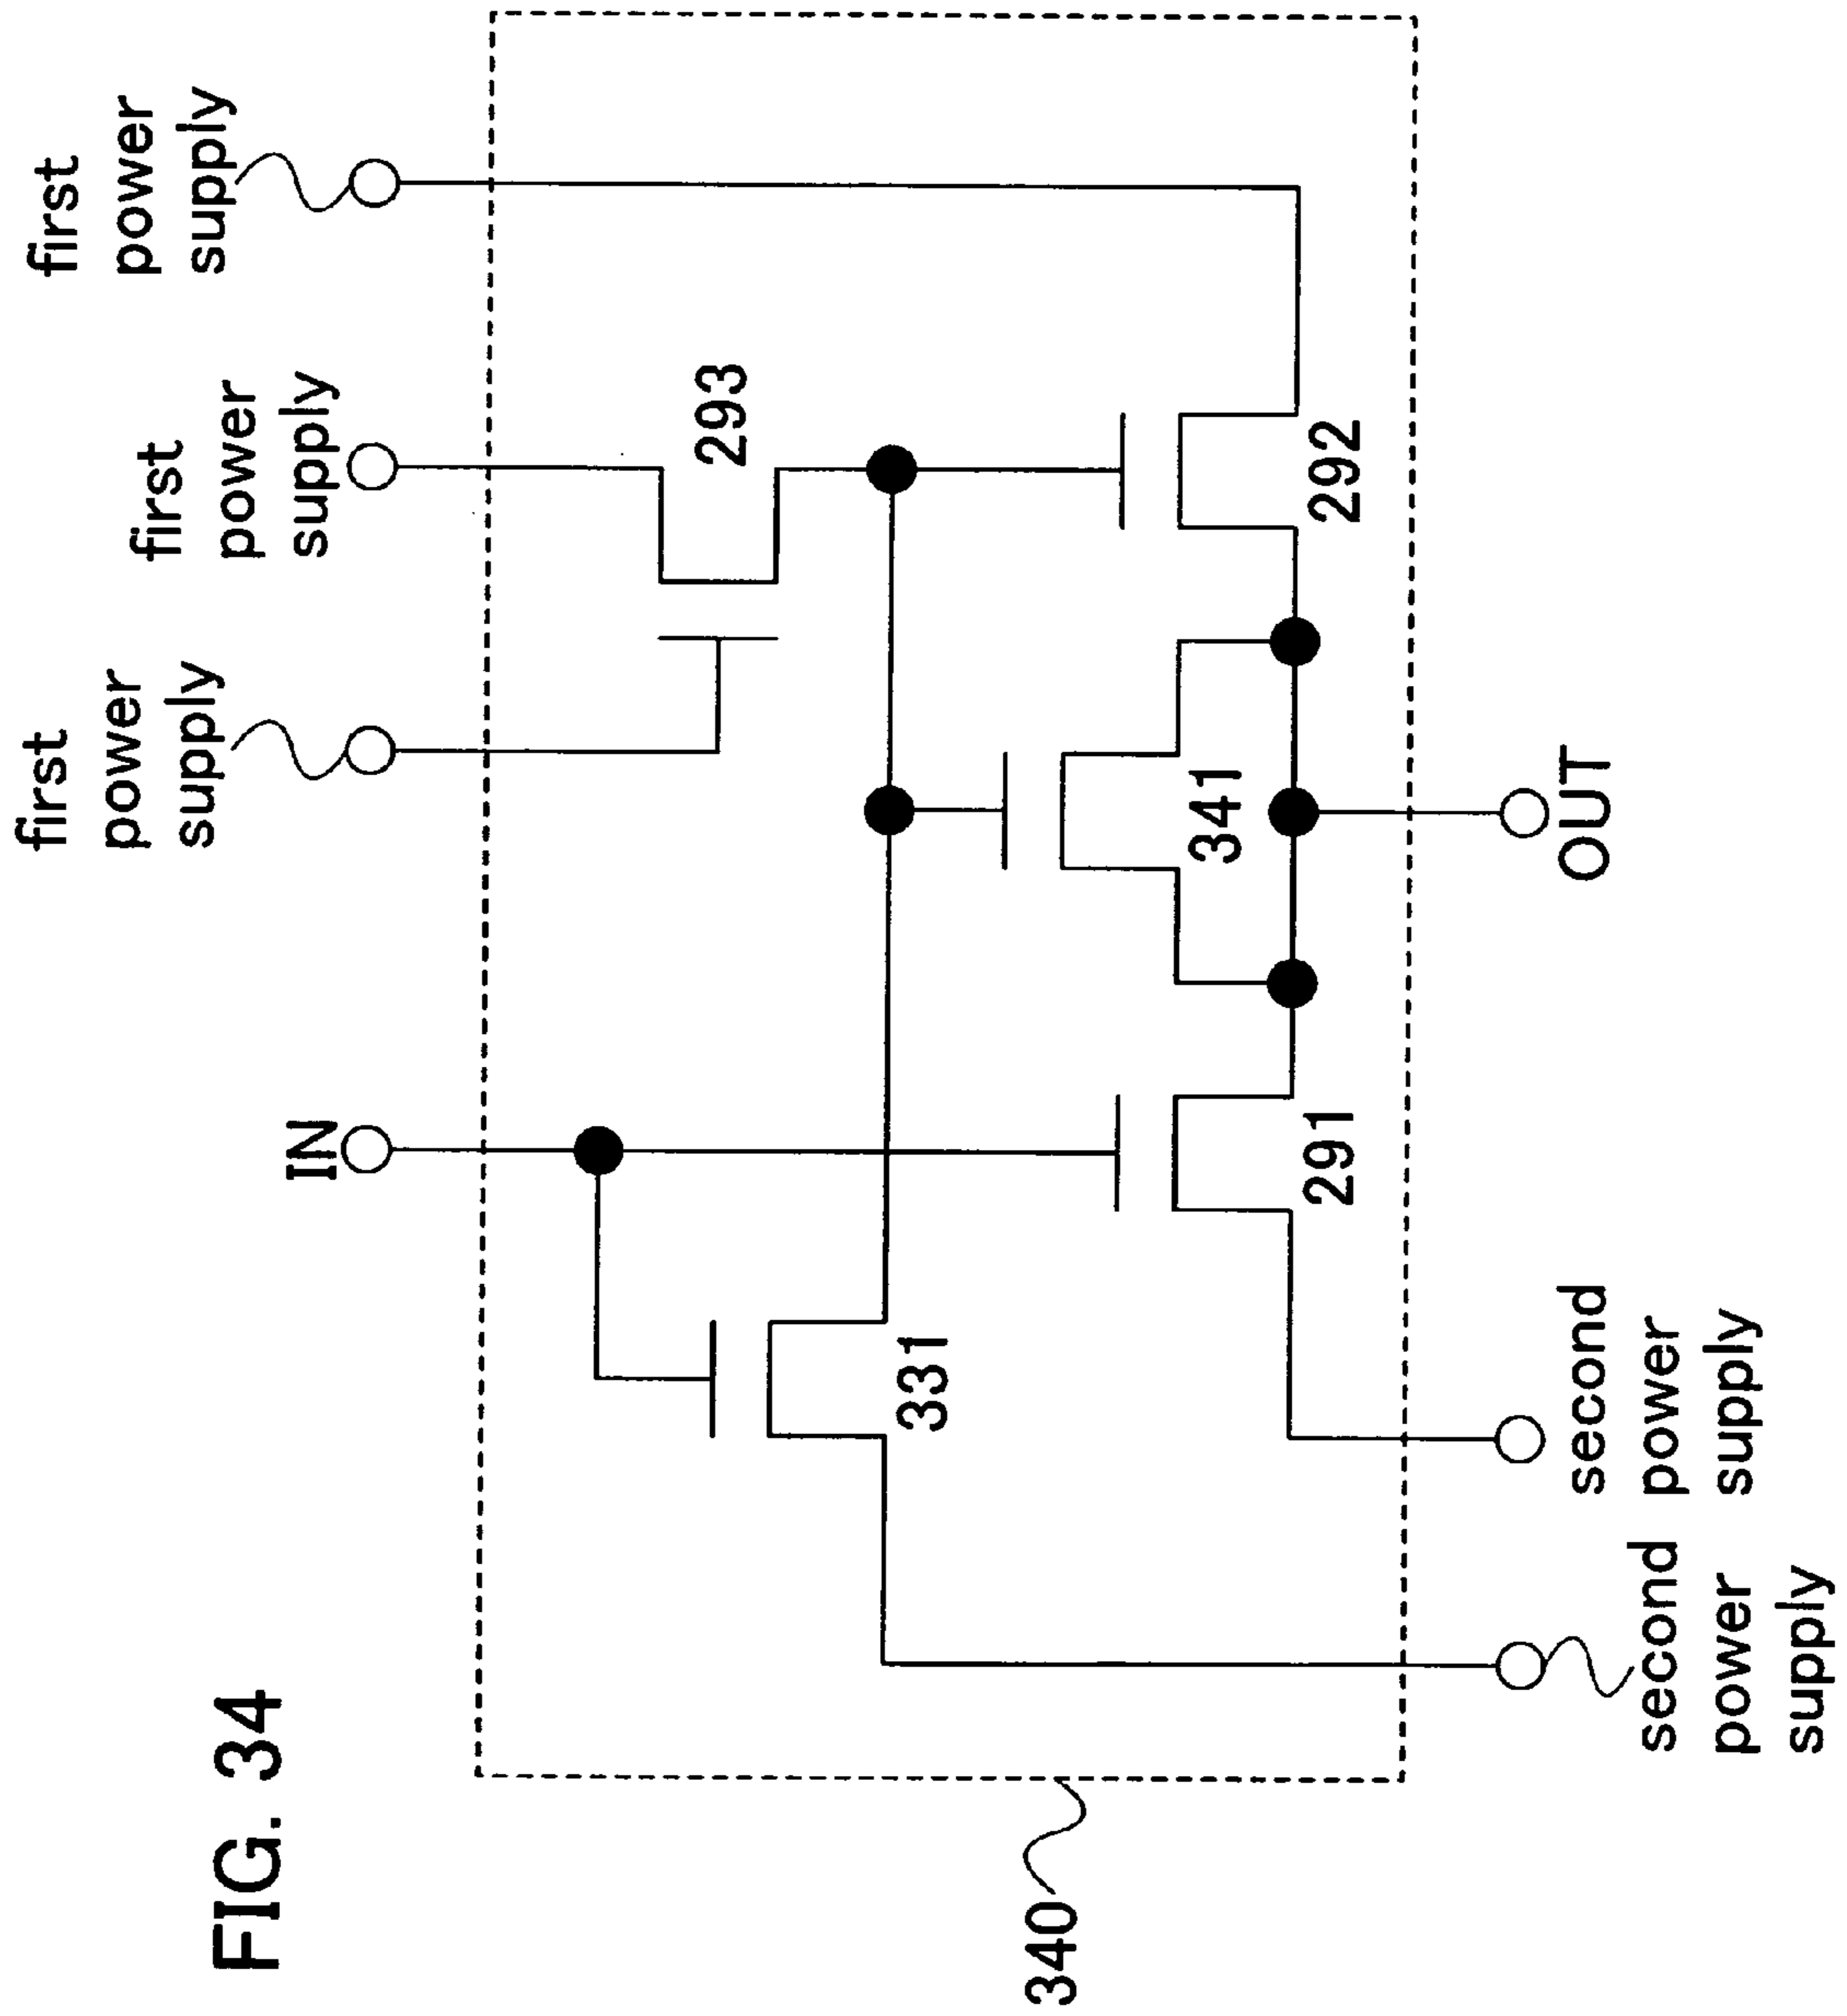 FIG. 34
340
IN
first
power
supply
first
power
supply
first
power
supply
293
331
341
291
292
OUT
second
power
supply
second
power
supply